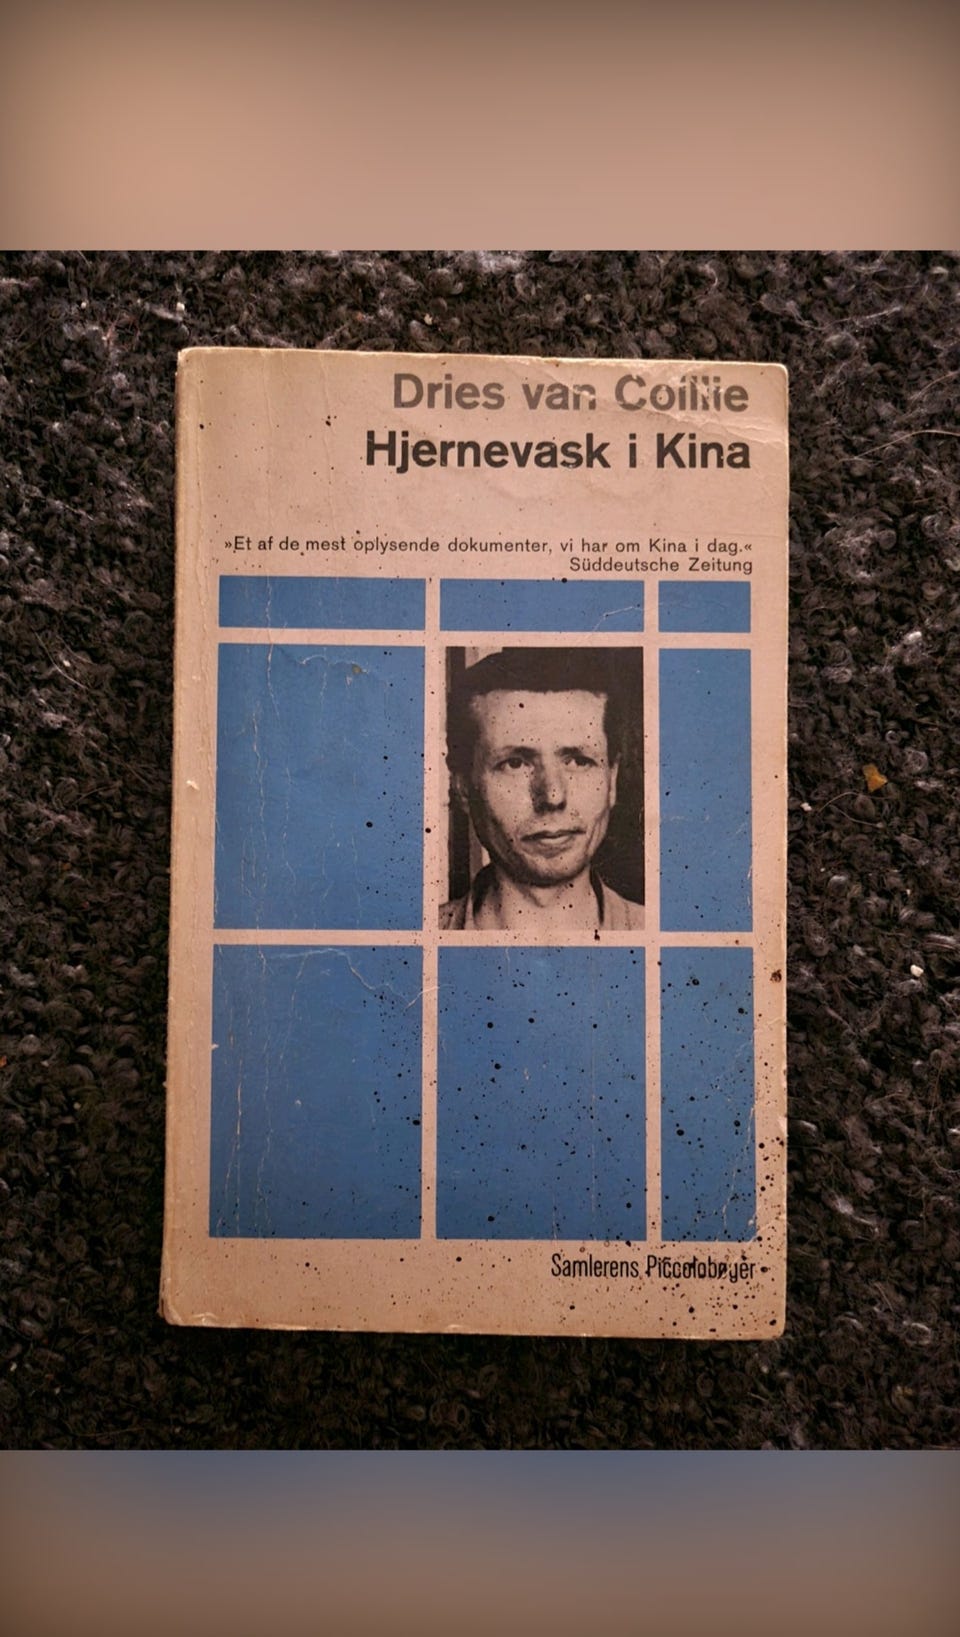 Dries van Coillie
Hjernevask i Kina
»Et af de mest oplysende dokumenter, vi har om Kina i dag.«
Süddeutsche Zeitung
Samlerens Piccolobøger